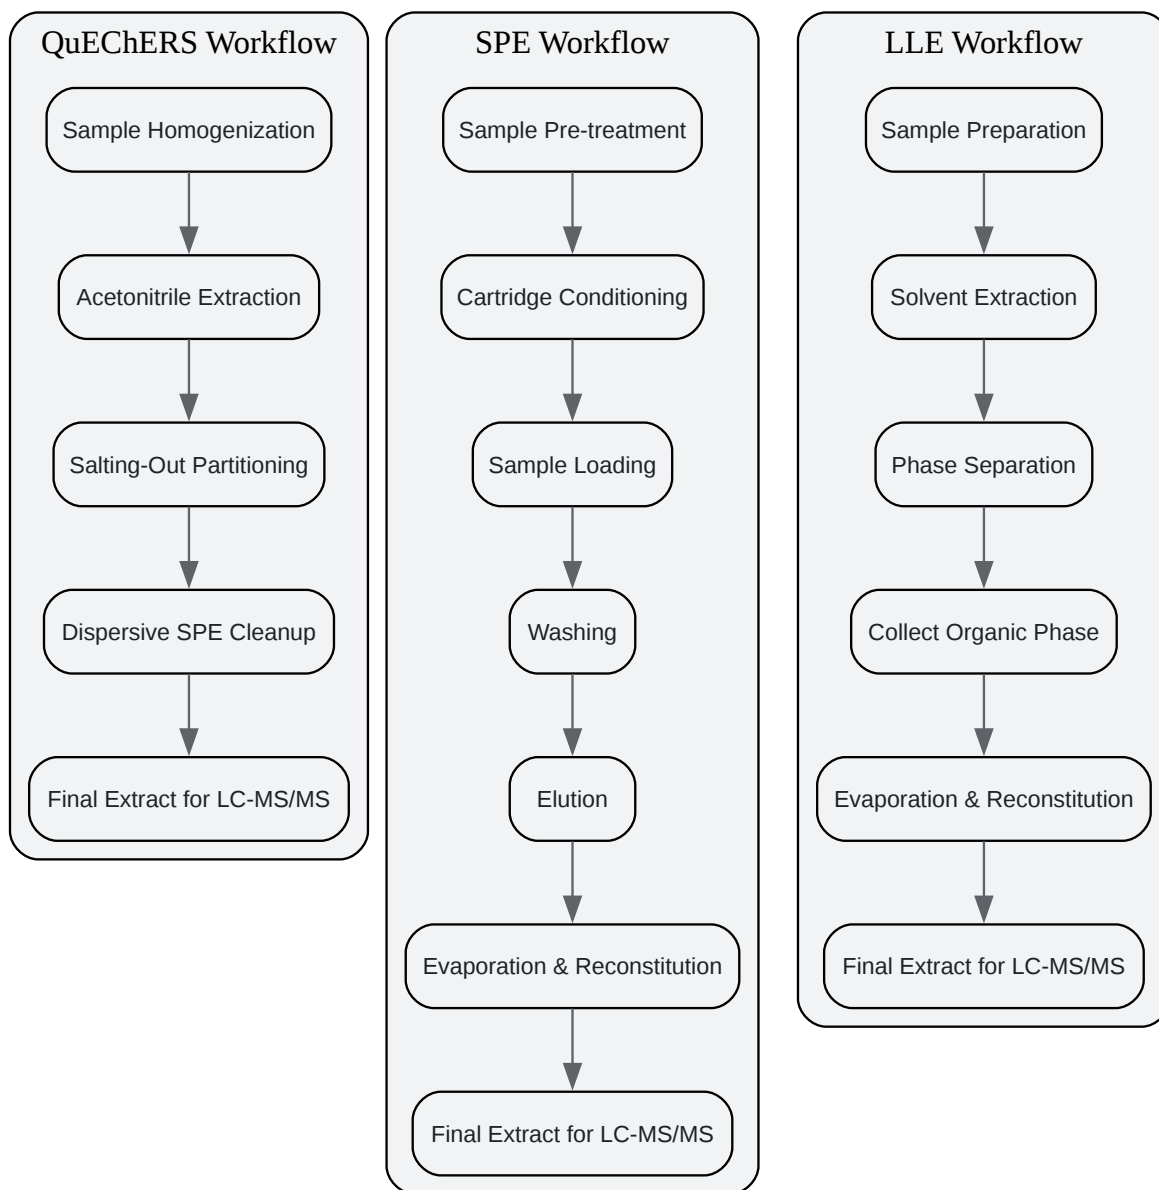 QuEChERS Workflow
Sample Homogenization
Acetonitrile Extraction
Salting-Out Partitioning
Dispersive SPE Cleanup
Final Extract for LC-MS/MS
SPE Workflow
Sample Pre-treatment
Cartridge Conditioning
Sample Loading
Washing
Elution
Evaporation & Reconstitution
Final Extract for LC-MS/MS
LLE Workflow
Sample Preparation
Solvent Extraction
Phase Separation
Collect Organic Phase
Evaporation & Reconstitution
Final Extract for LC-MS/MS